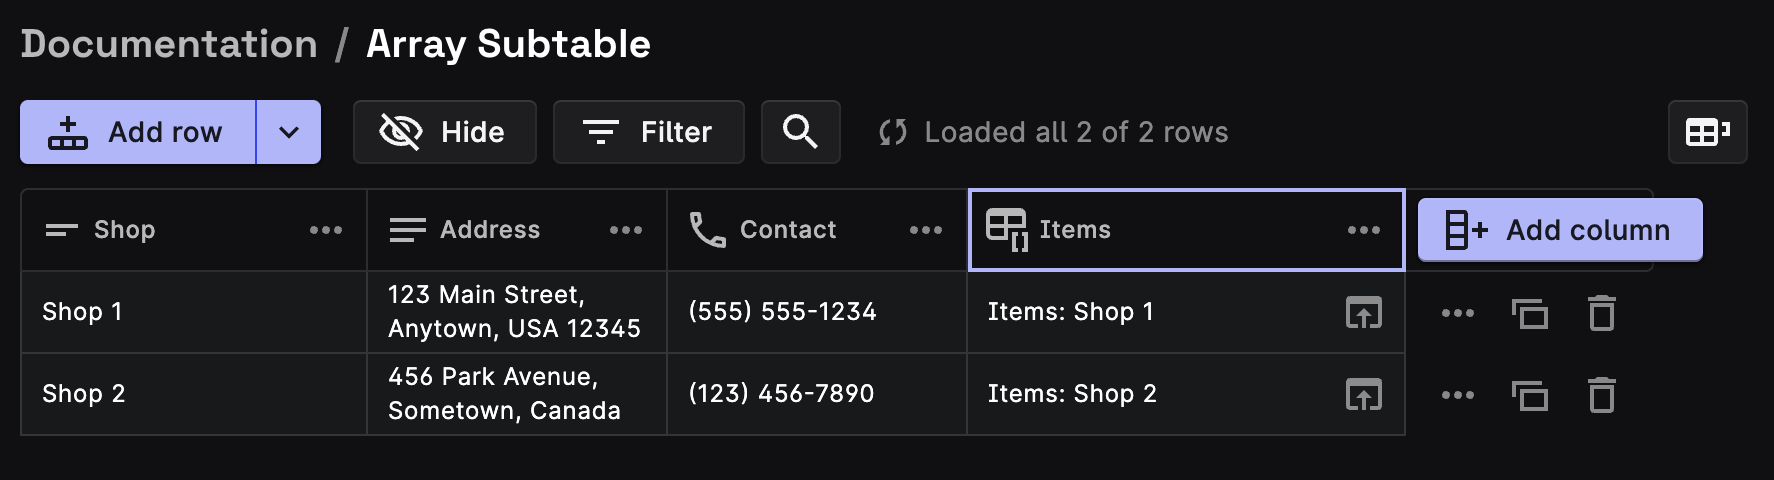 Documentation / Array Subtable
Add row
Hide
Filter
Loaded all 2 of 2 rows
Shop
Address
Contact
Items
Add column
Shop 1
123 Main Street,
Anytown, USA 12345
(555) 555-1234
Items: Shop 1
Shop 2
456 Park Avenue,
Sometown, Canada
(123) 456-7890
Items: Shop 2